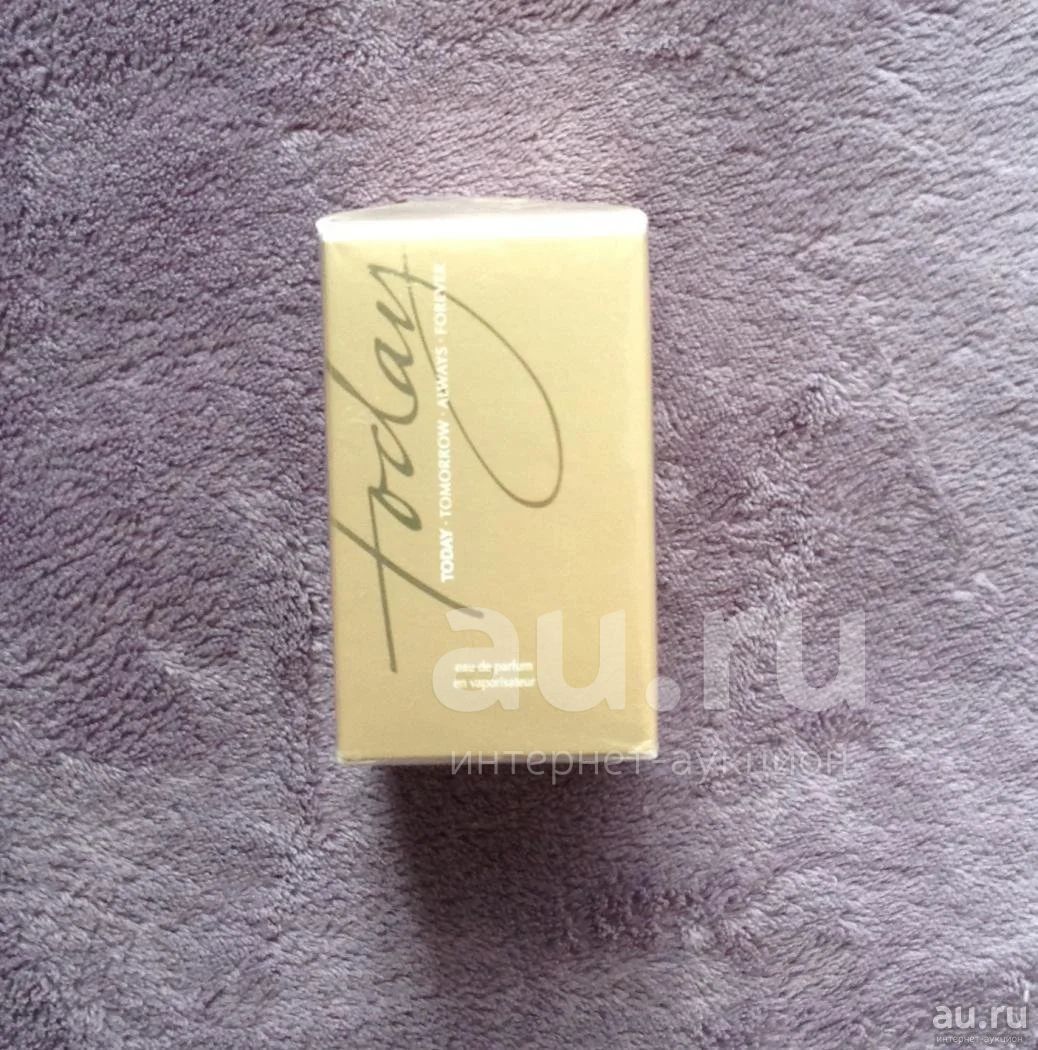 today
TODAY · TOMORROW · ALWAYS · FOREVER
eau de parfum
en vaporisateur
au.ru
интернет-аукцион
au.ru
интернет-аукцион